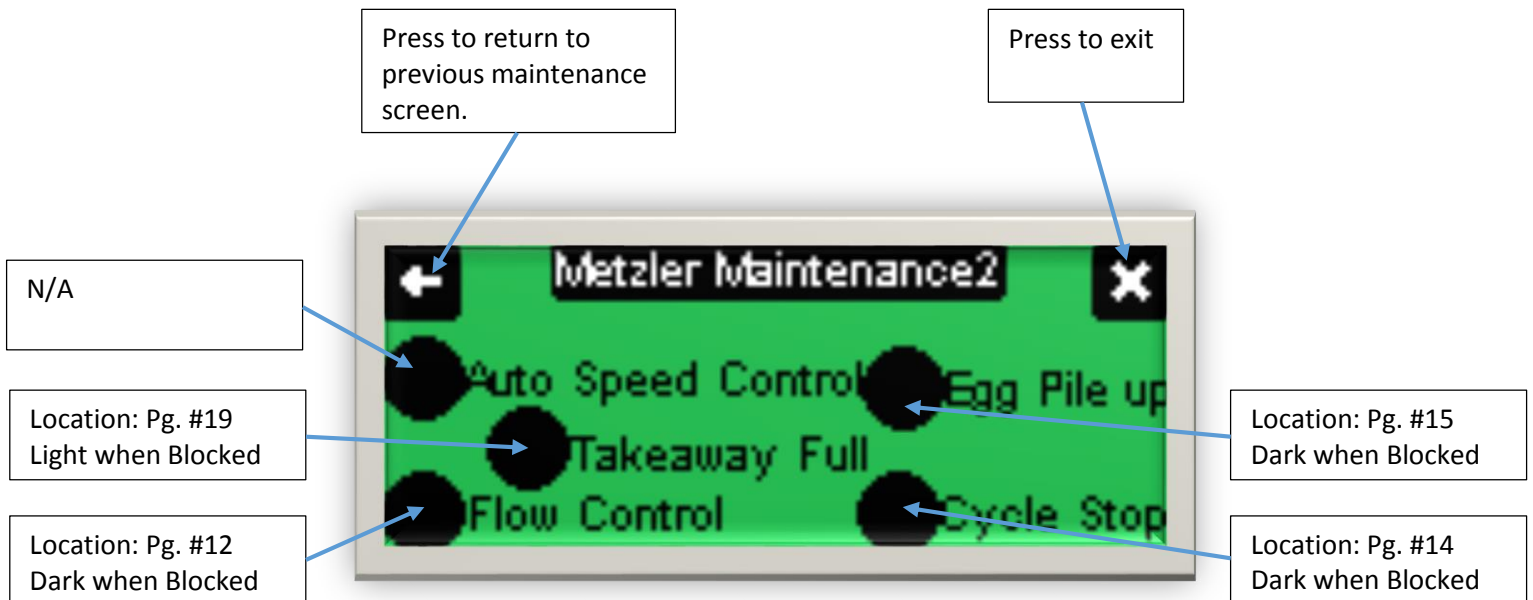 Press to return to
previous maintenance
screen.
Press to exit
Metzler Maintenance2
N/A
Auto Speed Control
Egg Pile up
Location: Pg. #19
Light when Blocked
Takeaway Full
Location: Pg. #15
Dark when Blocked
Flow Control
Cycle Stop
Location: Pg. #12
Dark when Blocked
Location: Pg. #14
Dark when Blocked